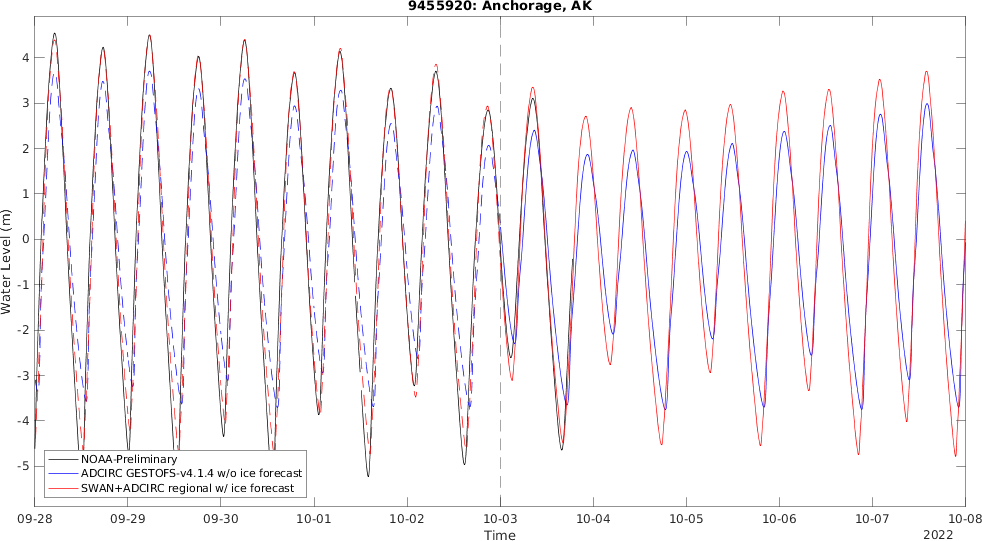 9455920: Anchorage, AK
Water Level (m)
4
3
2
1
0
-1
-2
-3
-4
-5
NOAA-Preliminary
ADCIRC GESTOFS-v4.1.4 w/o ice forecast
SWAN+ADCIRC regional w/ ice forecast
09-28 09-29 09-30 10-01 10-02 10-03 10-04 10-05 10-06 10-07 10-08
Time
2022